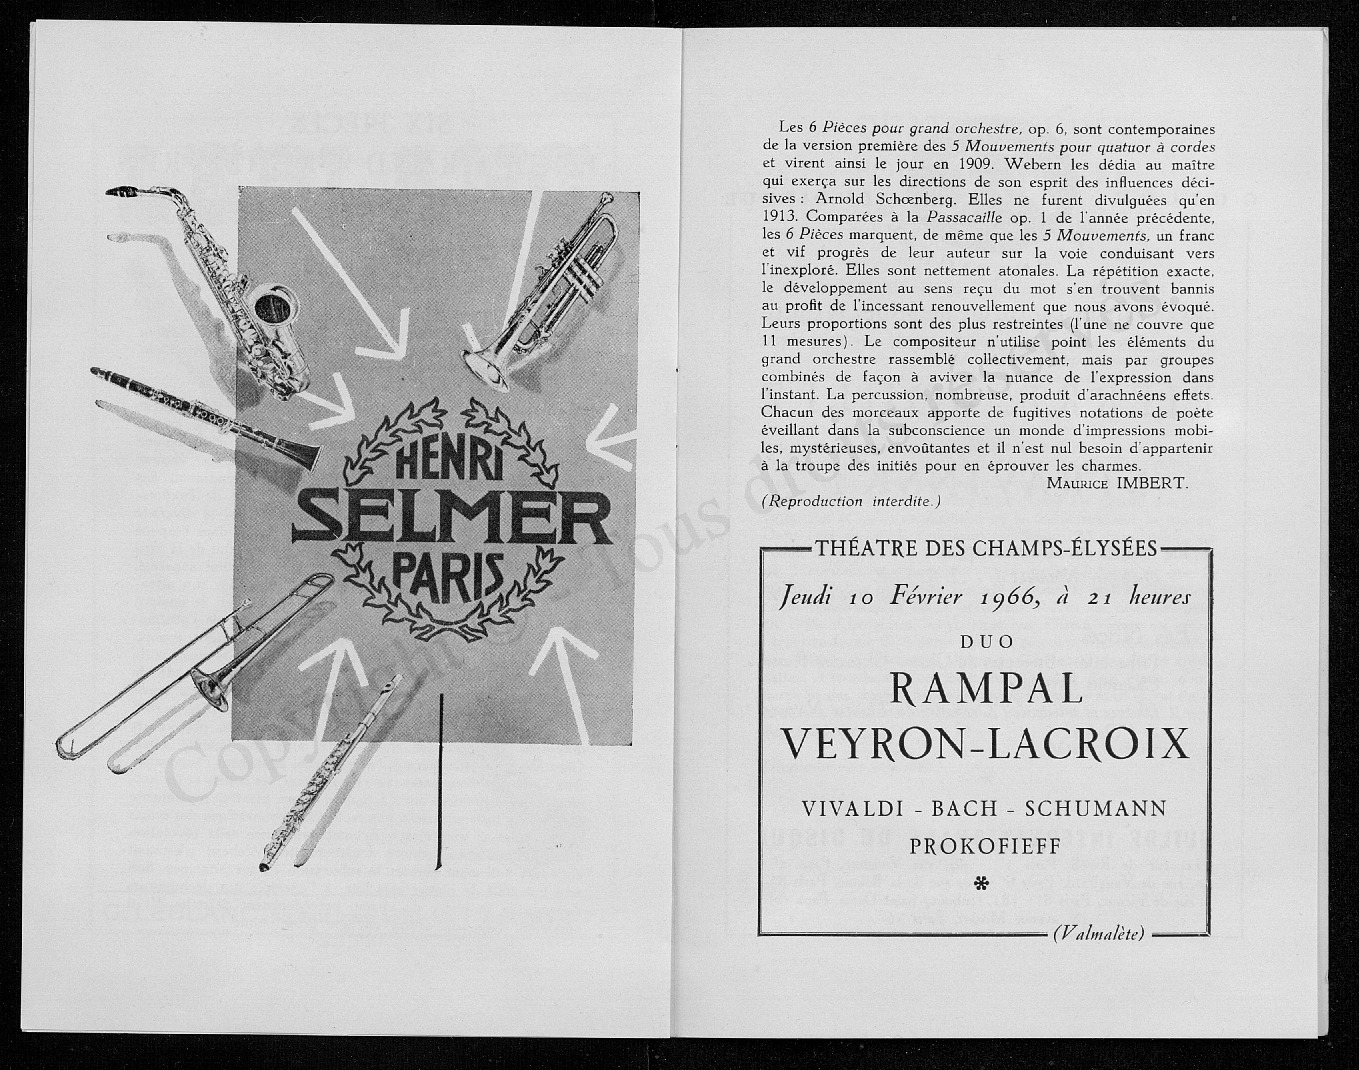 HENRI
SELMER
PARIS
Les 6 Pièces pour grand orchestre, op. 6, sont contemporaines
de la version première des 5 Mouvements pour quatuor à cordes
et virent ainsi le jour en 1909. Webern les dédia au maître
qui exerça sur les directions de son esprit des influences déci-
sives : Arnold Schœnberg. Elles ne furent divulguées qu'en
1913. Comparées à la Passacaille op. 1 de l'année précédente,
les 6 Pièces marquent, de même que les 5 Mouvements, un franc
et vif progrès de leur auteur sur la voie conduisant vers
l'inexploré. Elles sont nettement atonales. La répétition exacte,
le développement au sens reçu du mot s'en trouvent bannis
au profit de l'incessant renouvellement que nous avons évoqué.
Leurs proportions sont des plus restreintes (l'une ne couvre que
11 mesures). Le compositeur n'utilise point les éléments du
grand orchestre rassemblé collectivement, mais par groupes
combinés de façon à aviver la nuance de l'expression dans
l'instant. La percussion, nombreuse, produit d'arachnéens effets.
Chacun des morceaux apporte de fugitives notations de poète
éveillant dans la subconscience un monde d'impressions mobi-
les, mystérieuses, envoûtantes et il n'est nul besoin d'appartenir
à la troupe des initiés pour en éprouver les charmes.
Maurice IMBERT.
(Reproduction interdite.)
THÉATRE DES CHAMPS-ÉLYSÉES
Jeudi 10 Février 1966, à 21 heures
DUO
RAMPAL
VEYRON-LACROIX
VIVALDI - BACH - SCHUMANN
PROKOFIEFF
*
(Valmalète)
Copyright © Tous droits réservés.